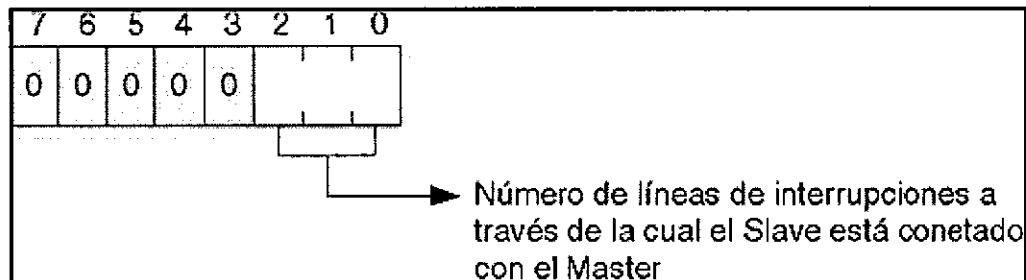 7 6 5 4 3 2 1 0
0 0 0 0 0
Número de líneas de interrupciones a
través de la cual el Slave está conetado
con el Master